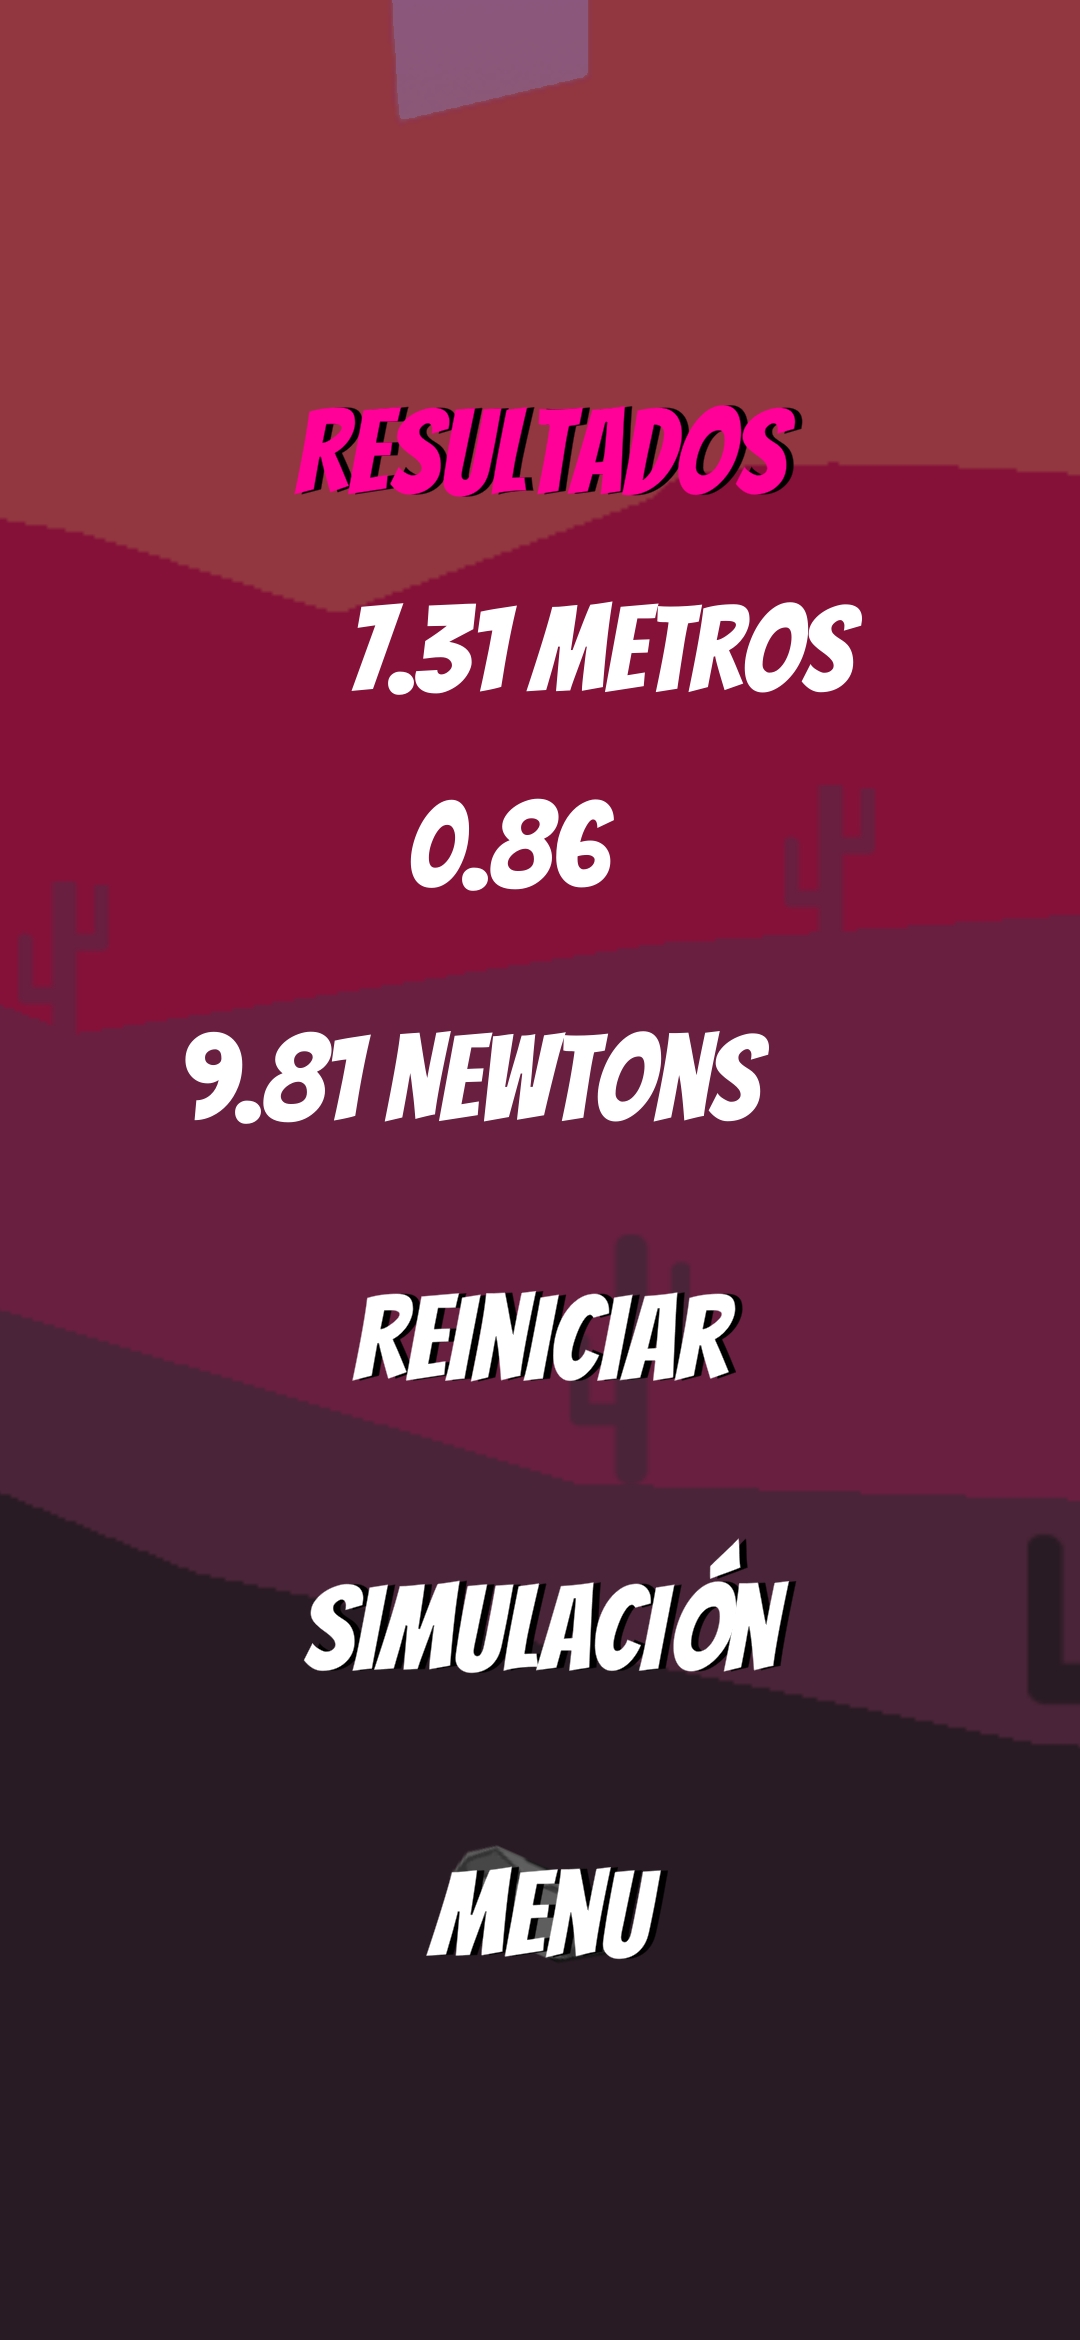 RESULTADOS
7.31 METROS
0.86
9.81 NEWTONS
REINICIAR
SIMULACIÓN
MENU